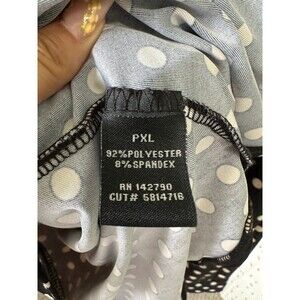 PXL
92%POLYESTER
8%SPANDEX
RN 142790
CUT# 6814716